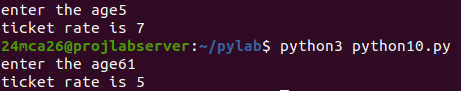 enter the age5
ticket rate is 7
24mca26@projlabserver:~/pylab$ python3 python10.py
enter the age61
ticket rate is 5